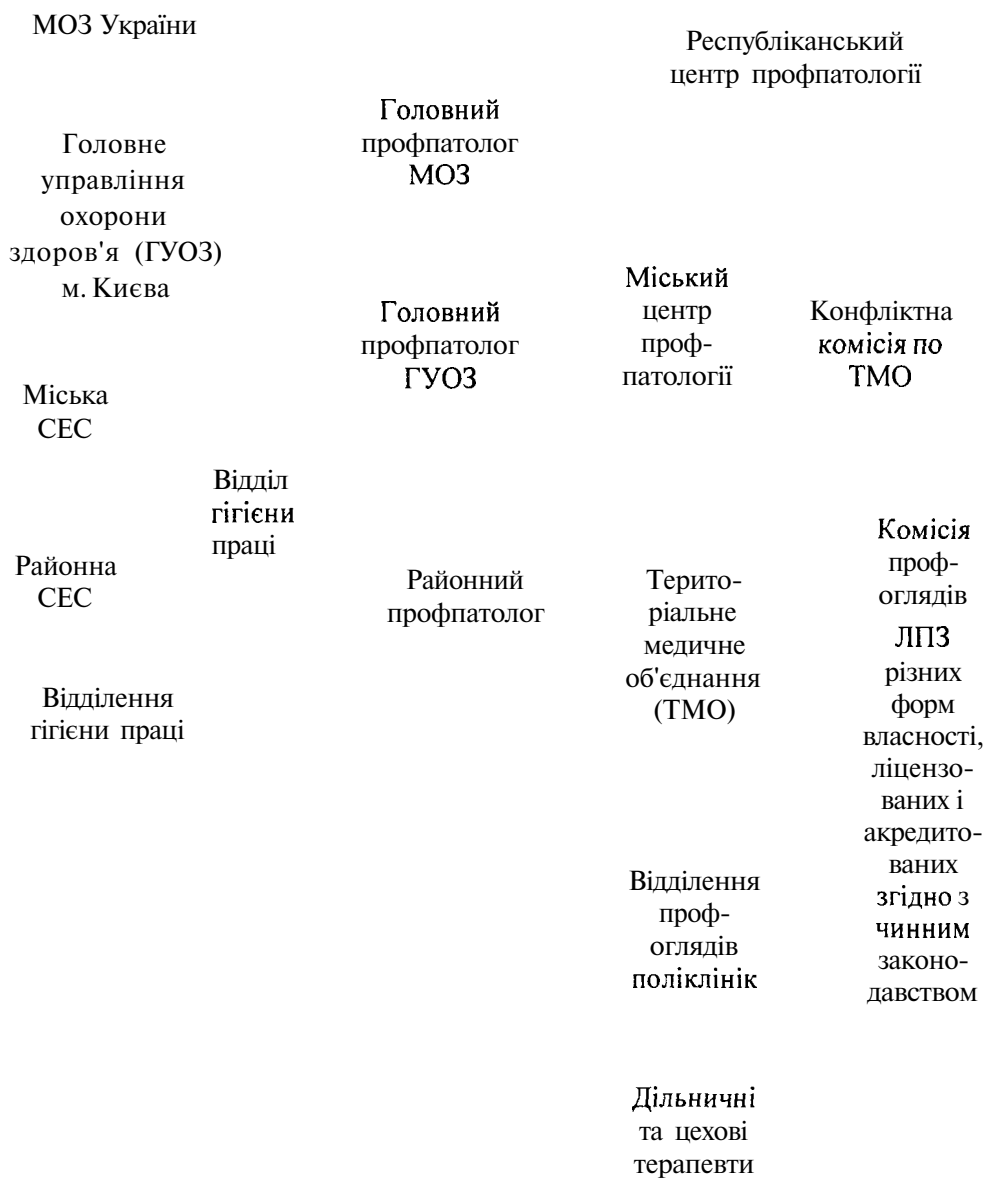 МОЗ України
Республіканський
центр профпатології
Головний
профпатолог
МОЗ
Головне
управління
охорони
здоров'я (ГУОЗ)
м. Києва
Міський
центр
проф-
патології
Головний
профпатолог
ГУОЗ
Конфліктна
комісія по
ТМО
Міська
СЕС
Відділ
гігієни
праці
Районна
СЕС
Районний
профпатолог
Терито-
ріальне
медичне
об'єднання
(ТМО)
Комісія
проф-
оглядів
ЛПЗ
різних
форм
власності,
ліцензо-
ваних і
акредито-
ваних
згідно з
чинним
законо-
давством
Відділення
гігієни праці
Відділення
проф-
оглядів
поліклінік
Дільничні
та цехові
терапевти